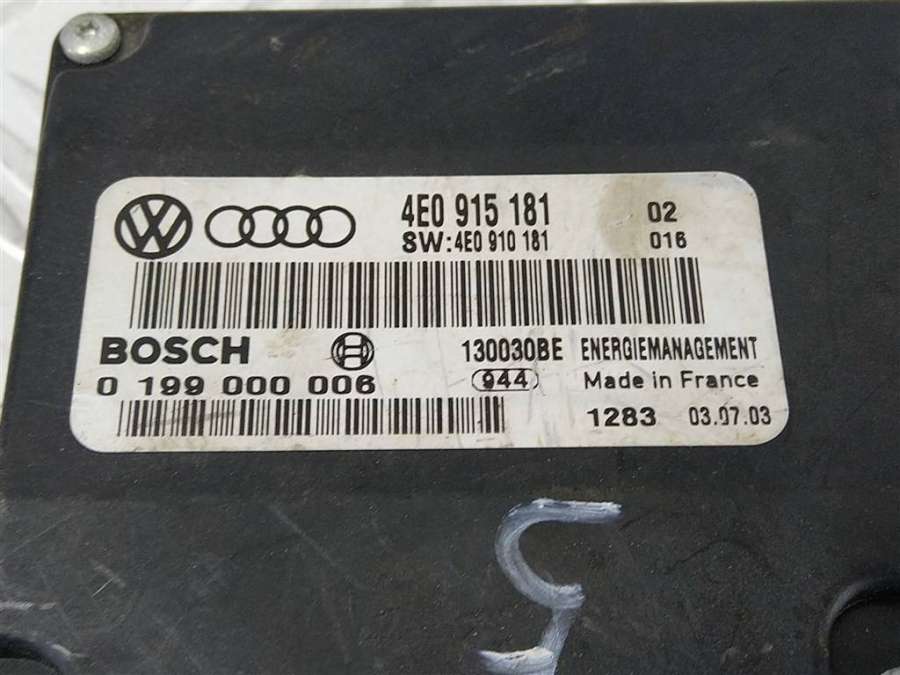 4E0 915 181 02
SW:4E0 910 181 016
BOSCH 130030BE ENERGIEMANAGEMENT
0 199 000 006 944 Made in France
1283 03.07.03
5